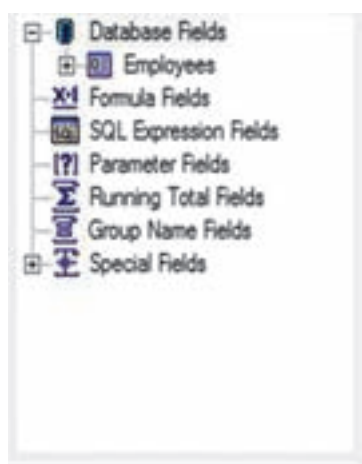 Database Fields
Employees
Formula Fields
SQL Expression Fields
Parameter Fields
Running Total Fields
Group Name Fields
Special Fields